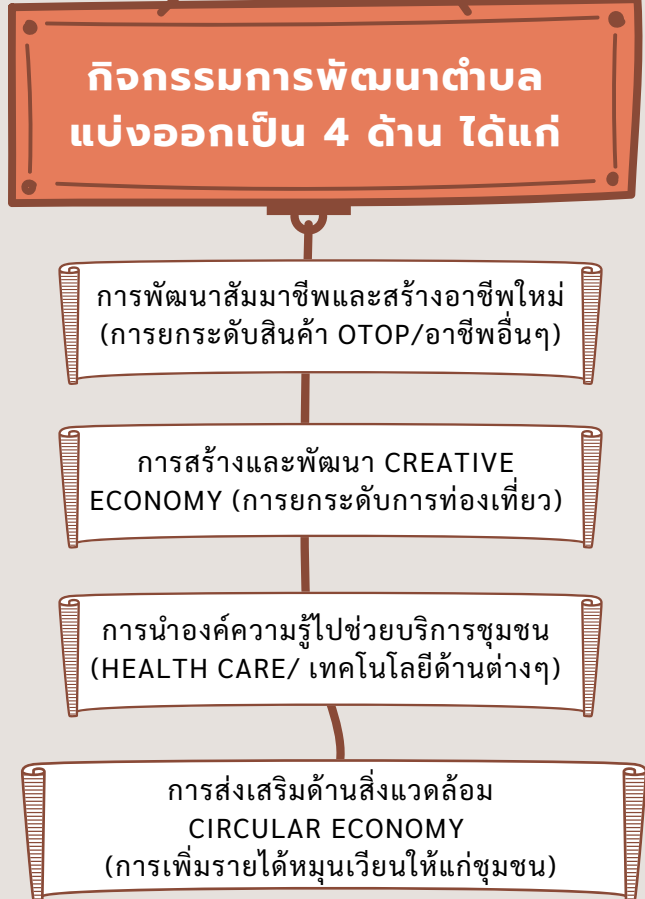 กิจกรรมการพัฒนาตำบล
แบ่งออกเป็น 4 ด้าน ได้แก่
การพัฒนาสัมมาชีพและสร้างอาชีพใหม่
(การยกระดับสินค้า OTOP/อาชีพอื่นๆ)
การสร้างและพัฒนา CREATIVE
ECONOMY (การยกระดับการท่องเที่ยว)
การนำองค์ความรู้ไปช่วยบริการชุมชน
(HEALTH CARE/ เทคโนโลยีด้านต่างๆ)
การส่งเสริมด้านสิ่งแวดล้อม
CIRCULAR ECONOMY
(การเพิ่มรายได้หมุนเวียนให้แก่ชุมชน)